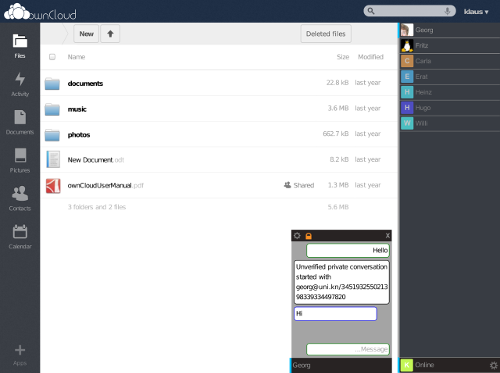 ownCloud
klaus
Files
Activity
Documents
Pictures
Contacts
Calendar
Apps
New
Deleted files
Name Size Modified
documents 22.8 kB last year
music 3.6 MB last year
photos 662.7 kB last year
New Document.odt 8.2 kB last year
ownCloudUserManual.pdf Shared 1.3 MB last year
3 folders and 2 files 5.6 MB
X
Hello
Unverified private conversation
started with
georg@uni.kn/3451932550213
98339334497820
Hi
...Message
Georg
Georg
Fritz
C Carla
E Erat
H Heinz
H Hugo
W Willi
K Online